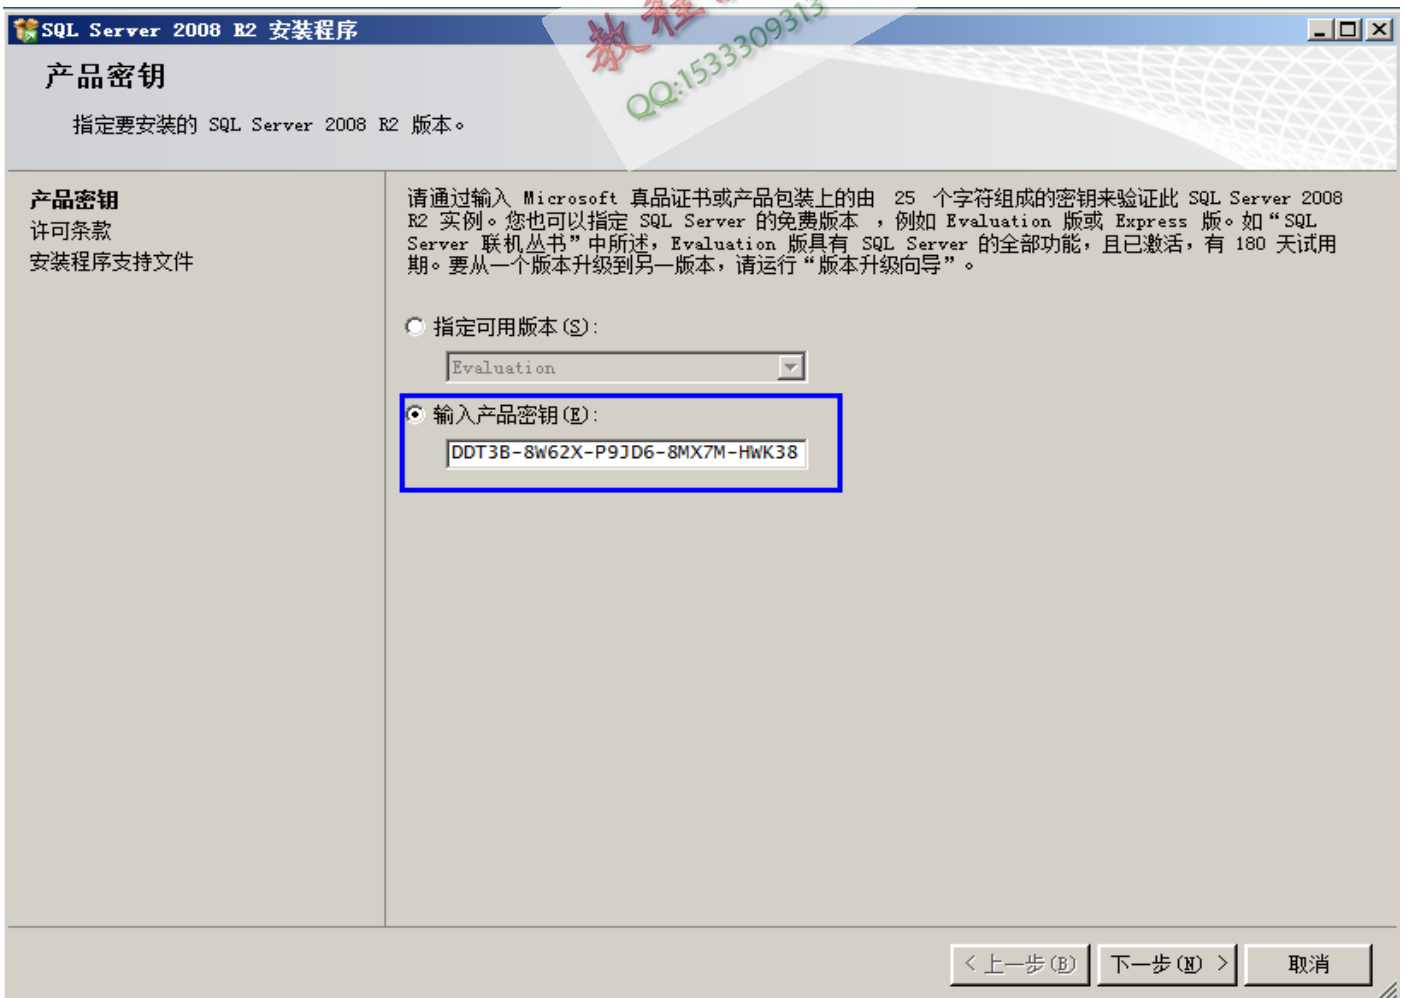 SQL Server 2008 R2 安装程序
教程
QQ:1533309313
产品密钥
指定要安装的 SQL Server 2008 R2 版本。
产品密钥
许可条款
安装程序支持文件
请通过输入 Microsoft 真品证书或产品包装上的由 25 个字符组成的密钥来验证此 SQL Server 2008
R2 实例。您也可以指定 SQL Server 的免费版本 ，例如 Evaluation 版或 Express 版。如“SQL
Server 联机丛书”中所述，Evaluation 版具有 SQL Server 的全部功能，且已激活，有 180 天试用
期。要从一个版本升级到另一版本，请运行“版本升级向导”。
指定可用版本(S):
Evaluation
输入产品密钥(E):
DDT3B-8W62X-P9JD6-8MX7M-HWK38
< 上一步(B)
下一步(N) >
取消